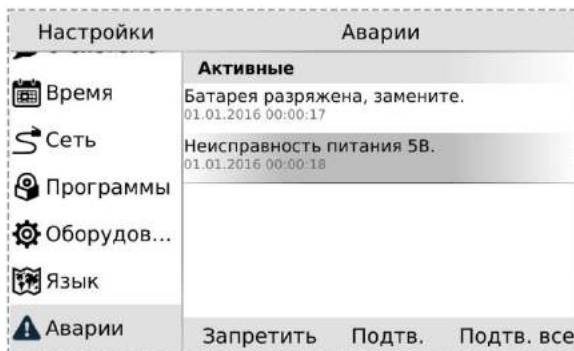 Настройки
Аварии
Время
Сеть
Программы
Оборудов...
Язык
Аварии
Активные
Батарея разряжена, замените.
01.01.2016 00:00:17
Неисправность питания 5В.
01.01.2016 00:00:18
Запретить
Подтв.
Подтв. все